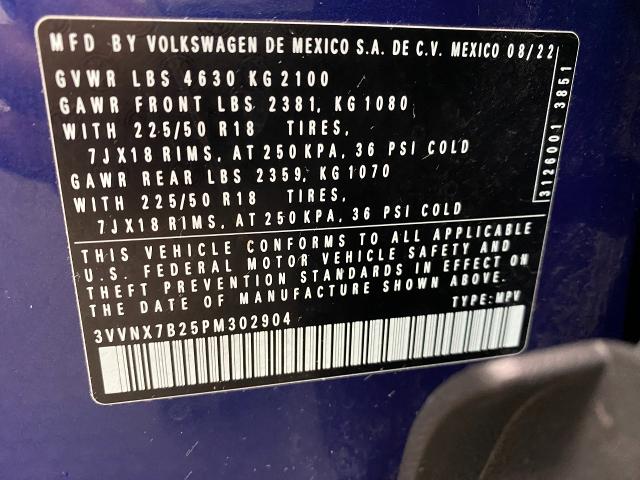 MFD BY VOLKSWAGEN DE MEXICO S.A. DE C.V. MEXICO 08/22
GVWR LBS 4630 KG 2100
GAWR FRONT LBS 2381, KG 1080
WITH 225/50 R18 TIRES,
7JX18 RIMS, AT 250 KPA, 36 PSI COLD
GAWR REAR LBS 2359, KG 1070
WITH 225/50 R18 TIRES,
7JX18 RIMS, AT 250 KPA, 36 PSI COLD
3126001 3851
THIS VEHICLE CONFORMS TO ALL APPLICABLE
U.S. FEDERAL MOTOR VEHICLE SAFETY AND
THEFT PREVENTION STANDARDS IN EFFECT ON
THE DATE OF MANUFACTURE SHOWN ABOVE.
TYPE: MPV
3VVNX7B25PM302904